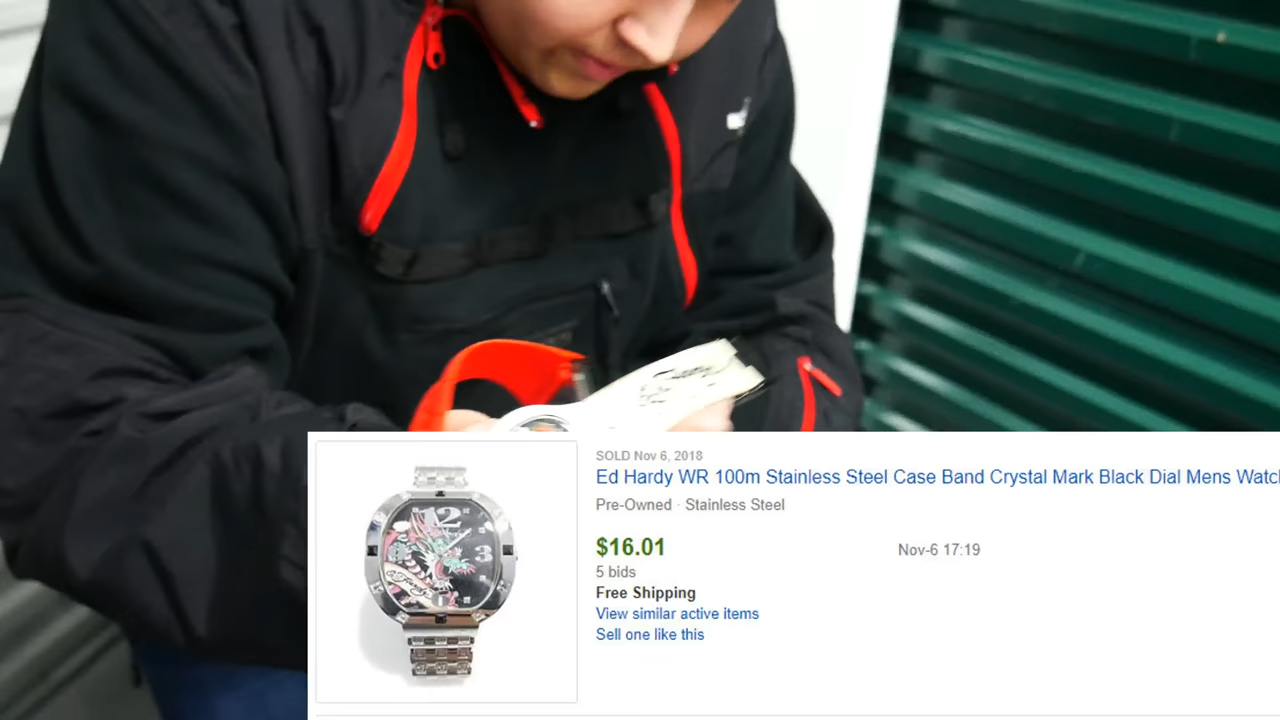 SOLD Nov 6, 2018
Ed Hardy WR 100m Stainless Steel Case Band Crystal Mark Black Dial Mens Watch
Pre-Owned · Stainless Steel
$16.01
Nov-6 17:19
5 bids
Free Shipping
View similar active items
Sell one like this
12